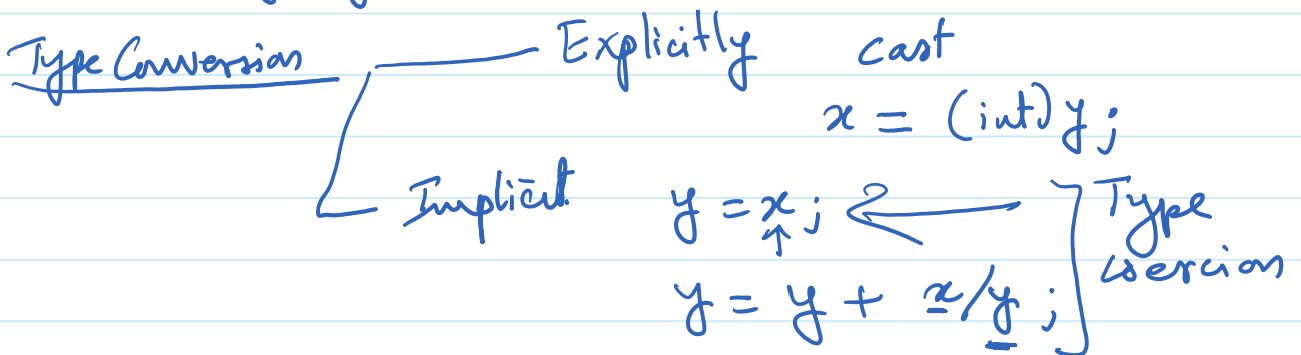 Type Conversion Explicitly cast
x = (int) y;
Implicit y = x; Type
coercion
y = y + x/y;